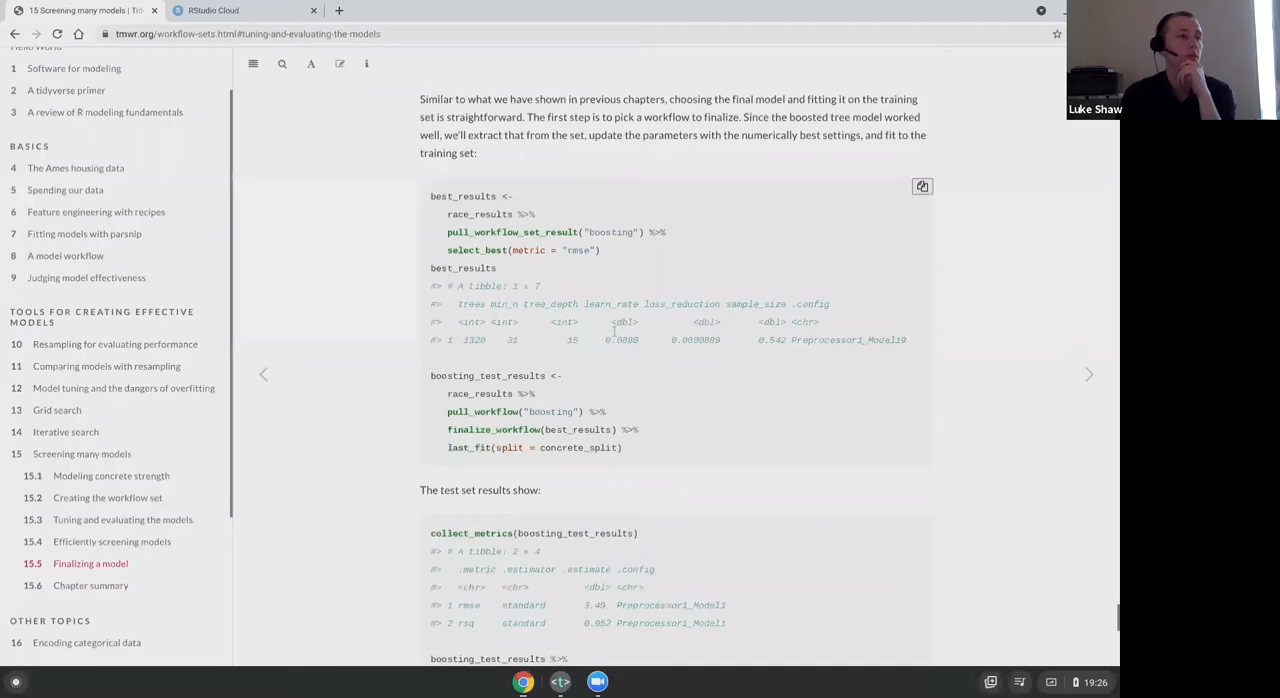 15 Screening many models | Tid
RStudio Cloud
tmwr.org/workflow-sets.html#tuning-and-evaluating-the-models
Luke Shaw
Hello World
1 Software for modeling
2 A tidyverse primer
3 A review of R modeling fundamentals
BASICS
4 The Ames housing data
5 Spending our data
6 Feature engineering with recipes
7 Fitting models with parsnip
8 A model workflow
9 Judging model effectiveness
TOOLS FOR CREATING EFFECTIVE
MODELS
10 Resampling for evaluating performance
11 Comparing models with resampling
12 Model tuning and the dangers of overfitting
13 Grid search
14 Iterative search
15 Screening many models
15.1 Modeling concrete strength
15.2 Creating the workflow set
15.3 Tuning and evaluating the models
15.4 Efficiently screening models
15.5 Finalizing a model
15.6 Chapter summary
OTHER TOPICS
16 Encoding categorical data
Similar to what we have shown in previous chapters, choosing the final model and fitting it on the training
set is straightforward. The first step is to pick a workflow to finalize. Since the boosted tree model worked
well, we'll extract that from the set, update the parameters with the numerically best settings, and fit to the
training set:
best_results <-
race_results %>%
pull_workflow_set_result("boosting") %>%
select_best(metric = "rmse")
best_results
#> # A tibble: 1 × 7
#> trees min_n tree_depth learn_rate loss_reduction sample_size .config
#> <int> <int> <int> <dbl> <dbl> <dbl> <chr>
#> 1 1320 31 15 0.0880 0.0000889 0.542 Preprocessor1_Model19
boosting_test_results <-
race_results %>%
pull_workflow("boosting") %>%
finalize_workflow(best_results) %>%
last_fit(split = concrete_split)
The test set results show:
collect_metrics(boosting_test_results)
#> # A tibble: 2 × 4
#> .metric .estimator .estimate .config
#> <chr> <chr> <dbl> <chr>
#> 1 rmse standard 3.49 Preprocessor1_Model1
#> 2 rsq standard 0.952 Preprocessor1_Model1
boosting_test_results %>%
19:26